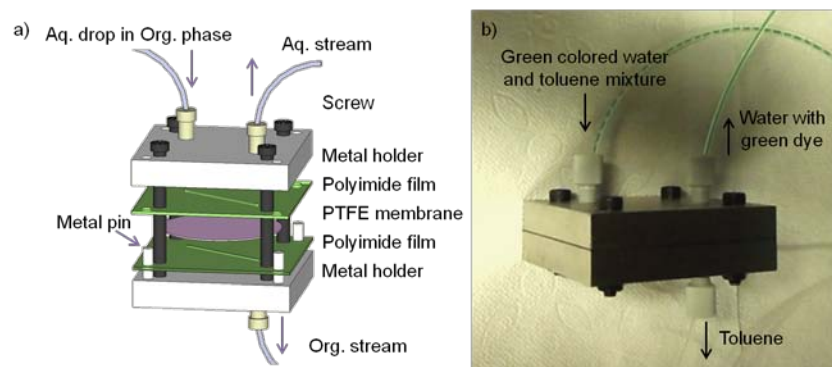 a)
Aq. drop in Org. phase
Aq. stream
Screw
Metal holder
Polyimide film
PTFE membrane
Metal pin
Polyimide film
Metal holder
Org. stream
b)
Green colored water
and toluene mixture
Water with
green dye
Toluene